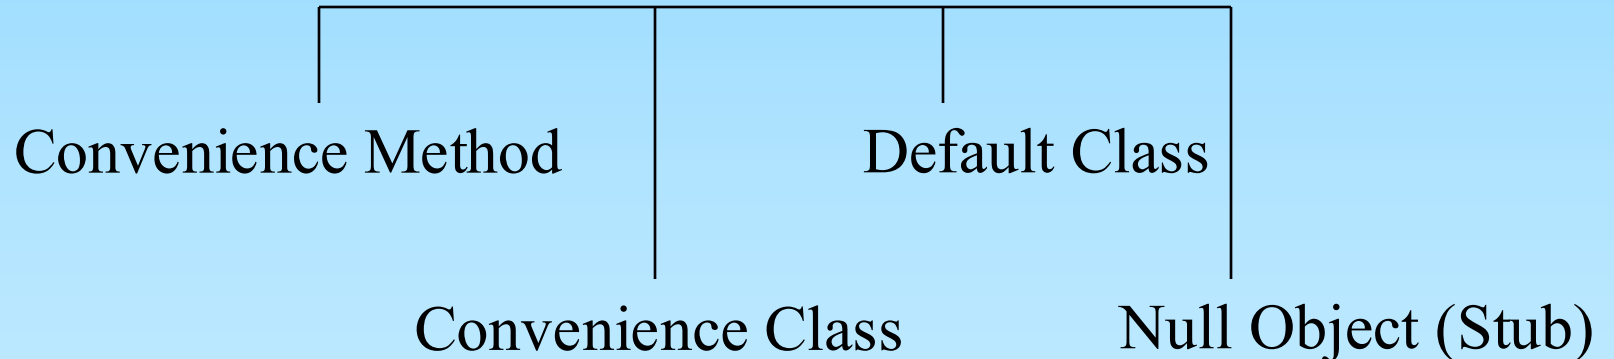 Convenience Method
Default Class
Convenience Class
Null Object (Stub)